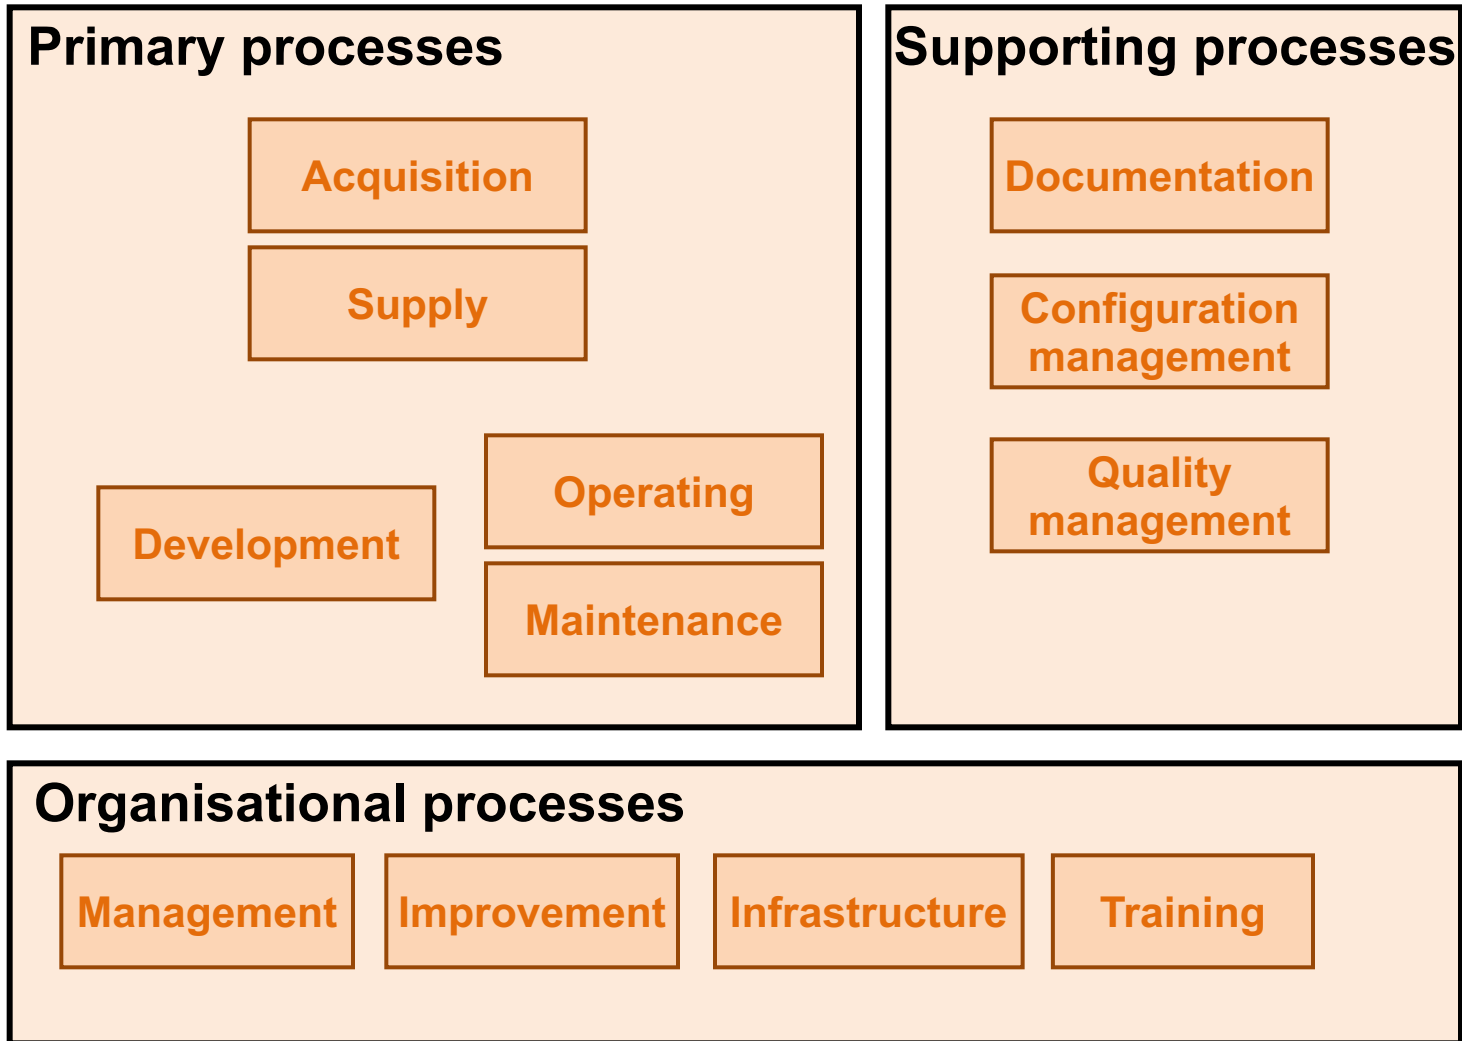 Primary processes
Acquisition
Supply
Development
Operating
Maintenance
Supporting processes
Documentation
Configuration
management
Quality
management
Organisational processes
Management
Improvement
Infrastructure
Training